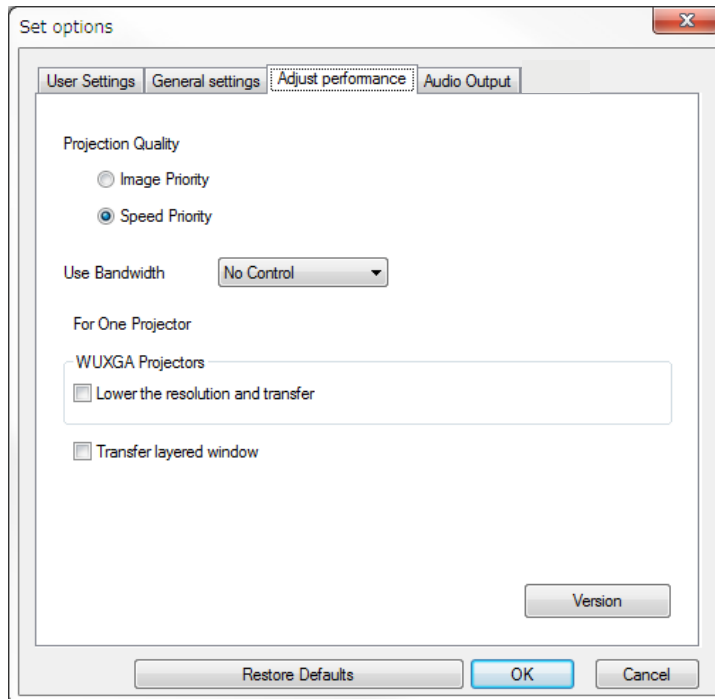 Set options
User Settings General settings Adjust performance Audio Output
Projection Quality
Image Priority
Speed Priority
Use Bandwidth No Control
For One Projector
WUXGA Projectors
Lower the resolution and transfer
Transfer layered window
Version
Restore Defaults OK Cancel